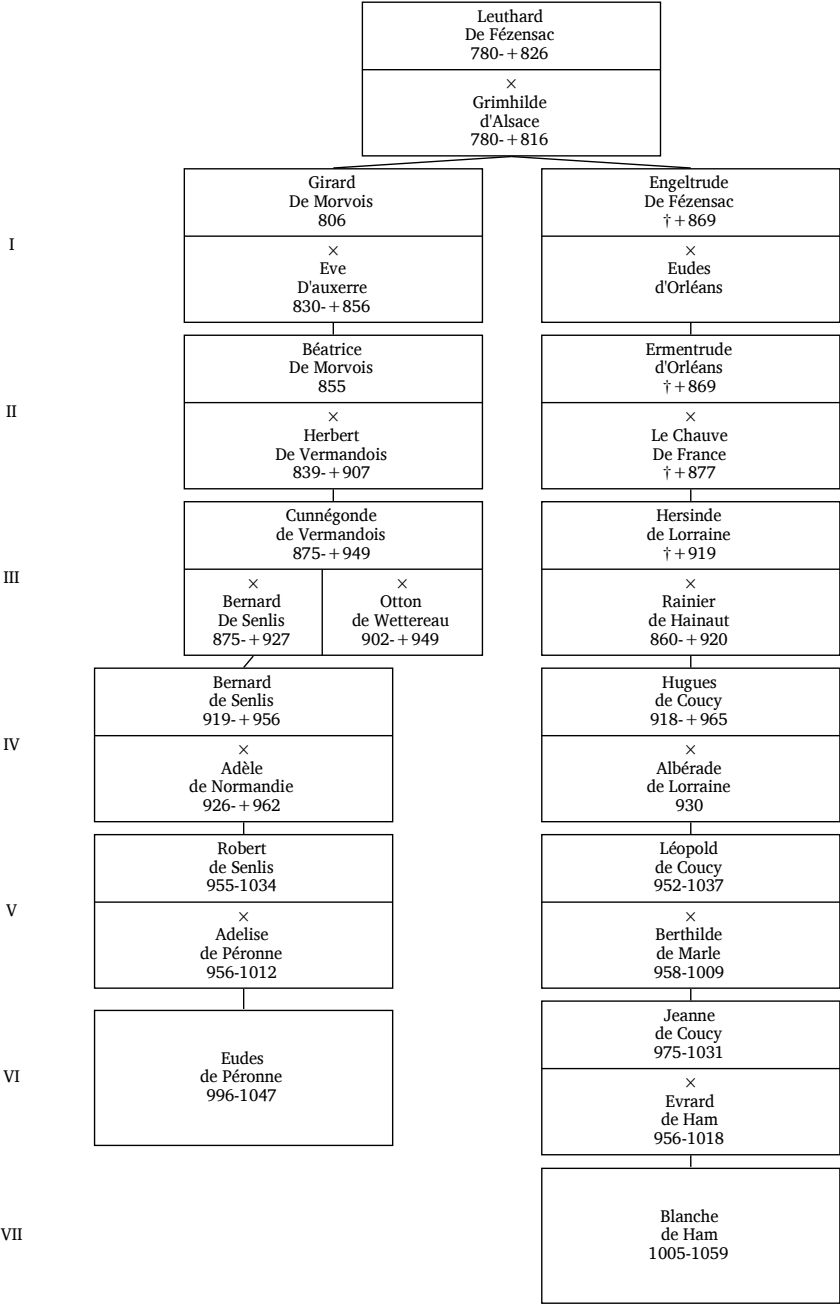 Leuthard
De Fézensac
780-+826
×
Grimhilde
d'Alsace
780-+816
I
Girard
De Morvois
806
×
Eve
D'auxerre
830-+856
Engeltrude
De Fézensac
†+869
×
Eudes
d'Orléans
II
Béatrice
De Morvois
855
×
Herbert
De Vermandois
839-+907
Ermentrude
d'Orléans
†+869
×
Le Chauve
De France
†+877
III
Cunnégonde
de Vermandois
875-+949
×
Bernard
De Senlis
875-+927
×
Otton
de Wettereau
902-+949
Hersinde
de Lorraine
†+919
×
Rainier
de Hainaut
860-+920
IV
Bernard
de Senlis
919-+956
×
Adèle
de Normandie
926-+962
Hugues
de Coucy
918-+965
×
Albérade
de Lorraine
930
V
Robert
de Senlis
955-1034
×
Adelise
de Péronne
956-1012
Léopold
de Coucy
952-1037
×
Berthilde
de Marle
958-1009
VI
Eudes
de Péronne
996-1047
Jeanne
de Coucy
975-1031
×
Evrard
de Ham
956-1018
VII
Blanche
de Ham
1005-1059